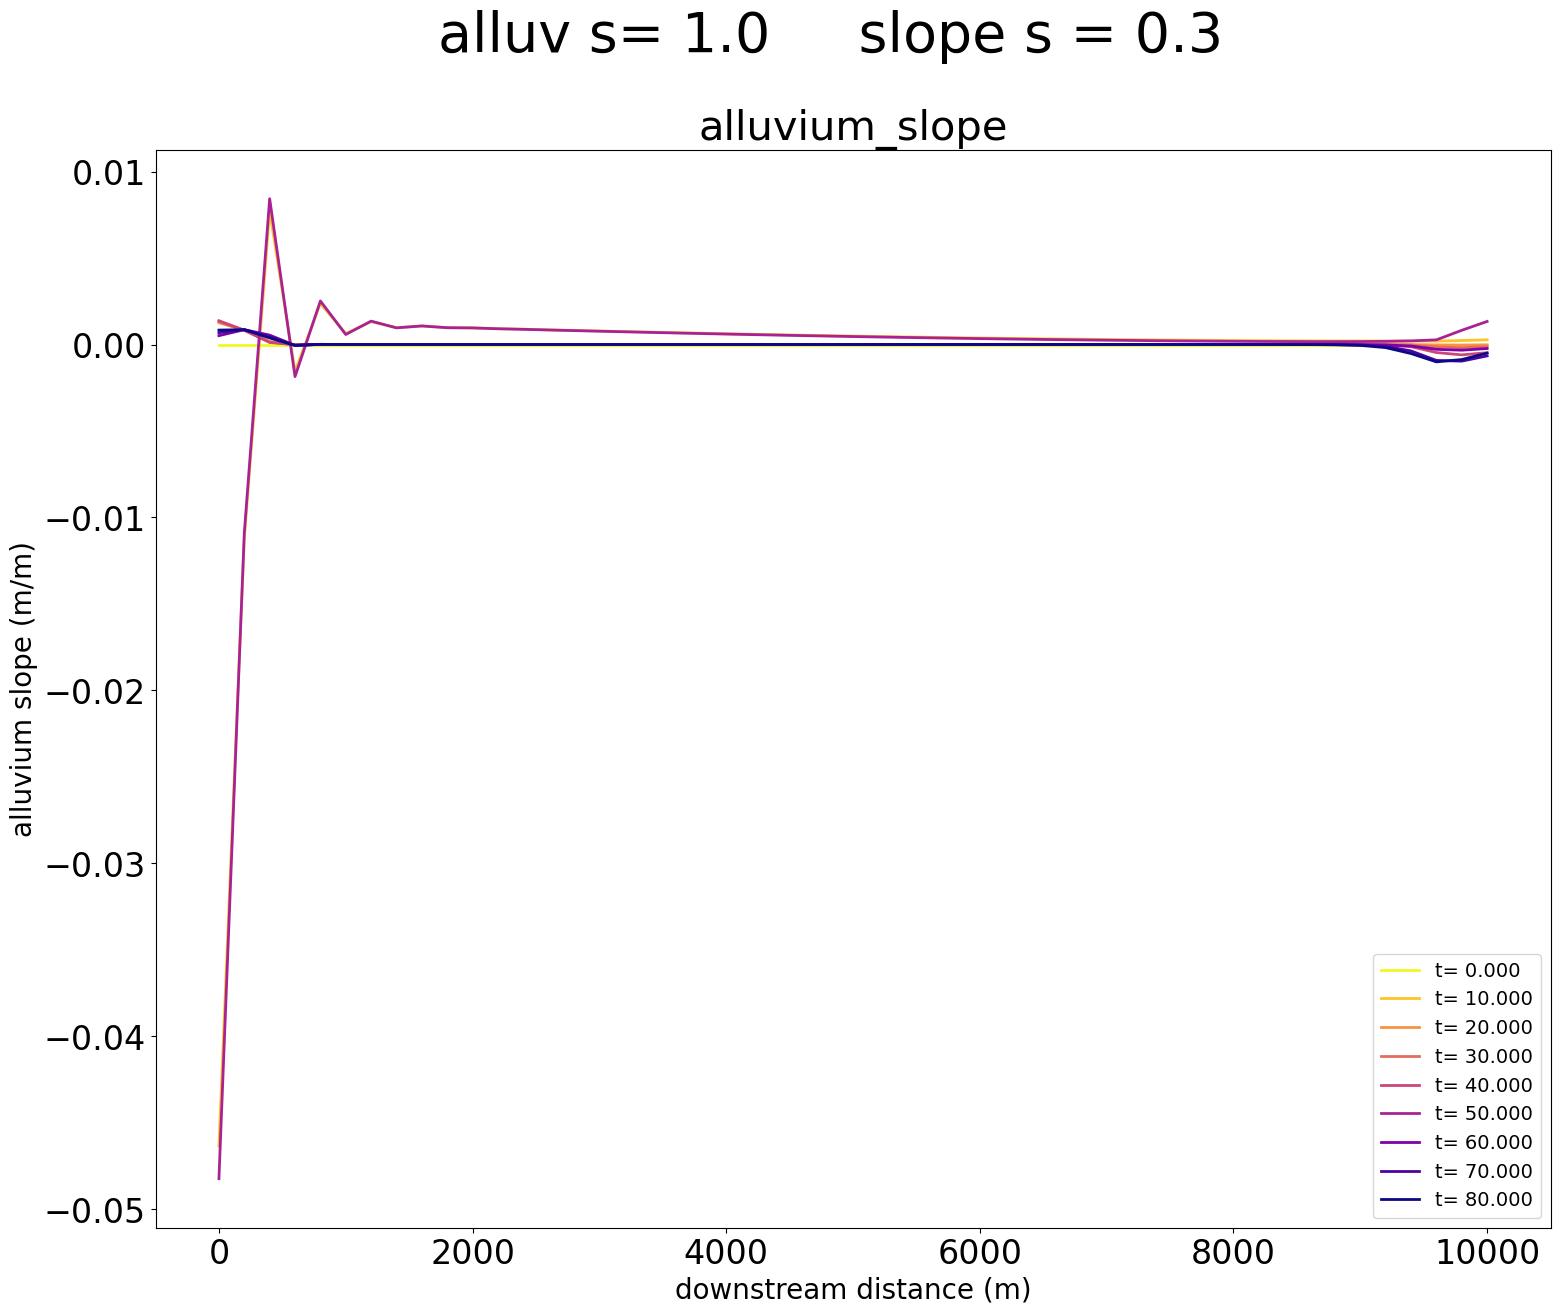 alluv s= 1.0 slope s = 0.3
alluvium_slope
0.01
0.00
−0.01
−0.02
−0.03
−0.04
−0.05
alluvium slope (m/m)
t= 0.000
t= 10.000
t= 20.000
t= 30.000
t= 40.000
t= 50.000
t= 60.000
t= 70.000
t= 80.000
0 2000 4000 6000 8000 10000
downstream distance (m)